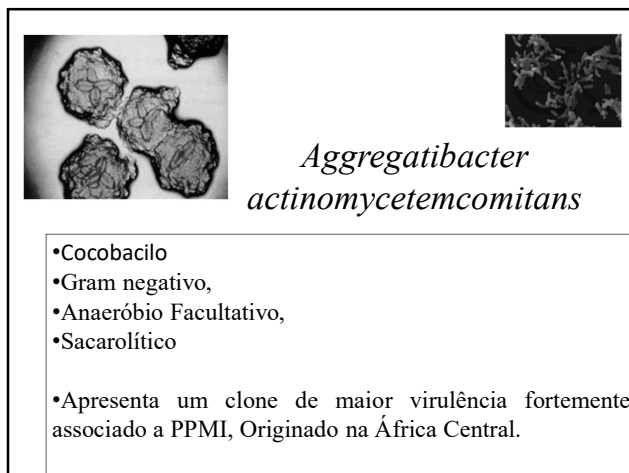 Aggregatibacter
actinomycetemcomitans
•Cocobacilo
•Gram negativo,
•Anaeróbio Facultativo,
•Sacarolítico
•Apresenta um clone de maior virulência fortemente
associado a PPMI, Originado na África Central.